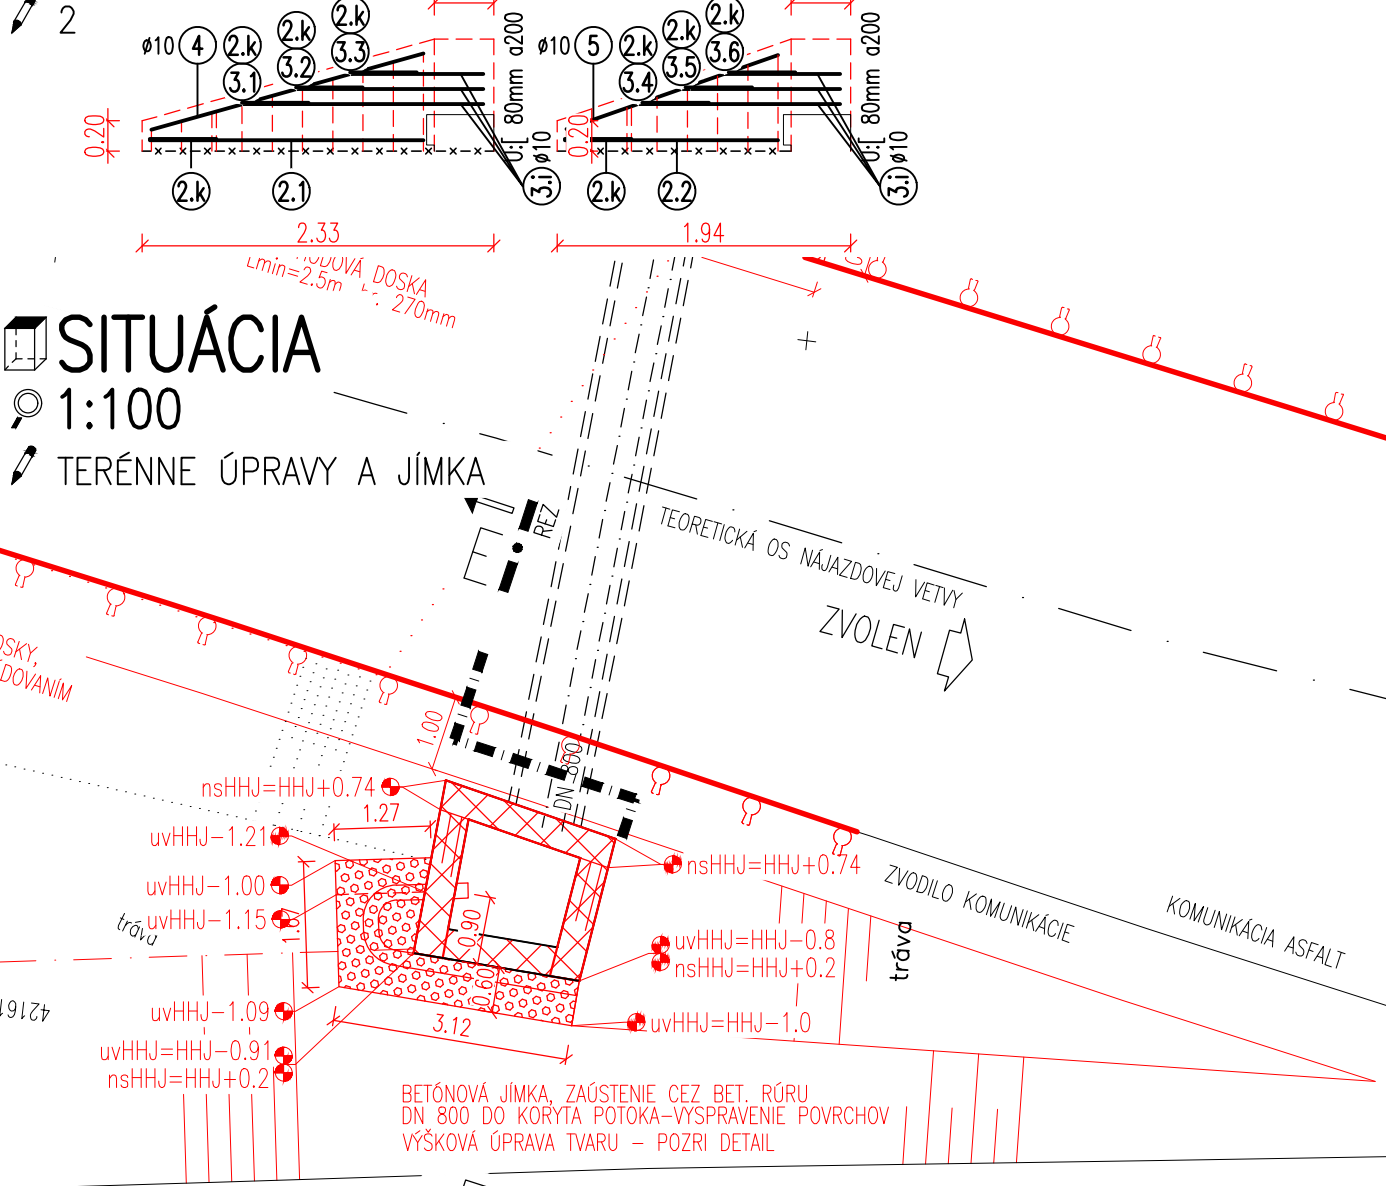 2
ø10 4 2.k 3.1 2.k 3.2 2.k 3.3
0.20
2.k 2.1
80mm a200
3.i ø10
2.33
ø10 5 2.k 3.4 2.k 3.5 2.k 3.6
0.20
2.k 2.2
80mm a200
3.i ø10
1.94
DOSKA
Lmin=2.5m
270mm
SITUÁCIA
1:100
TERÉNNE ÚPRAVY A JÍMKA
REZ
TEORETICKÁ OS NÁJAZDOVEJ VETVY
ZVOLEN
1.00
DN 800
nsHHJ=HHJ+0.74
1.27
uvHHJ-1.21
uvHHJ-1.00
uvHHJ-1.15
tráva
nsHHJ=HHJ+0.74
ZVODILO KOMUNIKÁCIE
KOMUNIKÁCIA ASFALT
tráva
0.90
0.60
uvHHJ=HHJ-0.8
nsHHJ=HHJ+0.2
uvHHJ-1.09
3.12
uvHHJ=HHJ-1.0
uvHHJ=HHJ-0.91
nsHHJ=HHJ+0.2
BETÓNOVÁ JÍMKA, ZAÚSTENIE CEZ BET. RÚRU
DN 800 DO KORYTA POTOKA-VYSPRAVENIE POVRCHOV
VÝŠKOVÁ ÚPRAVA TVARU - POZRI DETAIL